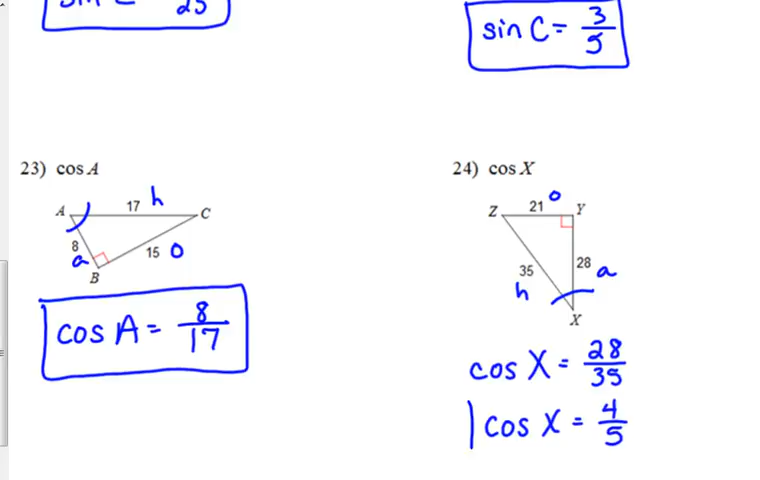 sin C = 3/5
23) cos A
24) cos X
A 17 h C
8 a 15 o
B
Z 21 o Y
35 h 28 a
X
cos A = 8/17
cos X = 28/35
cos X = 4/5